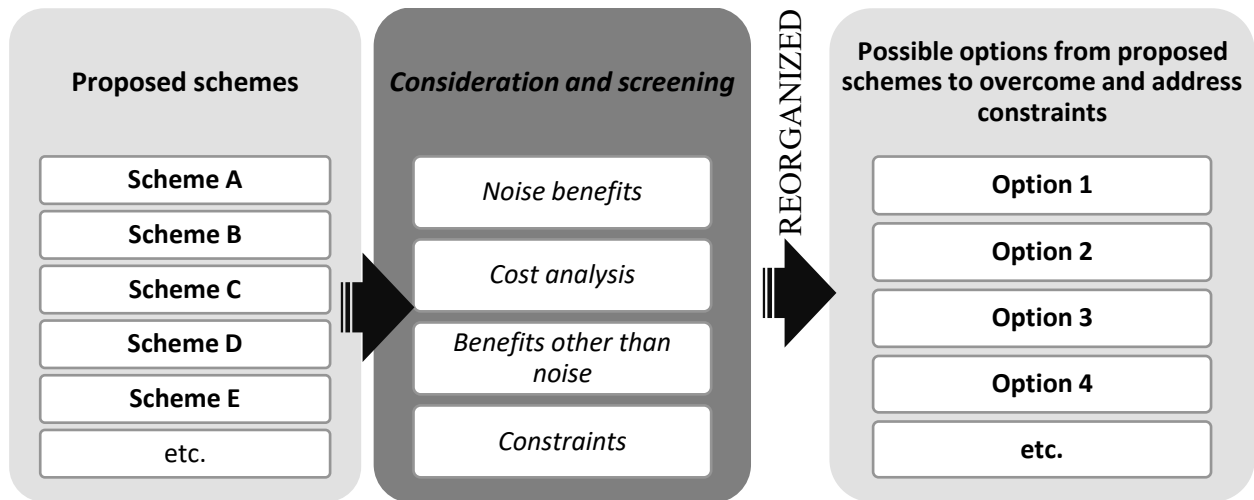 Proposed schemes
Scheme A
Scheme B
Scheme C
Scheme D
Scheme E
etc.
Consideration and screening
Noise benefits
Cost analysis
Benefits other than
noise
Constraints
REORGANIZED
Possible options from proposed
schemes to overcome and address
constraints
Option 1
Option 2
Option 3
Option 4
etc.